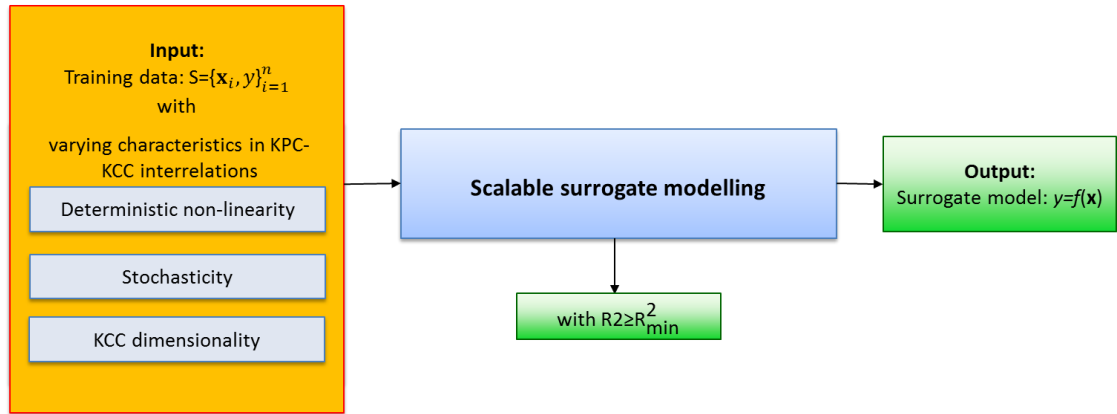 Input:
Training data: S={𝐱ᵢ, y}ⁿᵢ₌₁
with
varying characteristics in KPC-
KCC interrelations
Deterministic non-linearity
Stochasticity
KCC dimensionality
Scalable surrogate modelling
with R2≥R²min
Output:
Surrogate model: y=f(x)